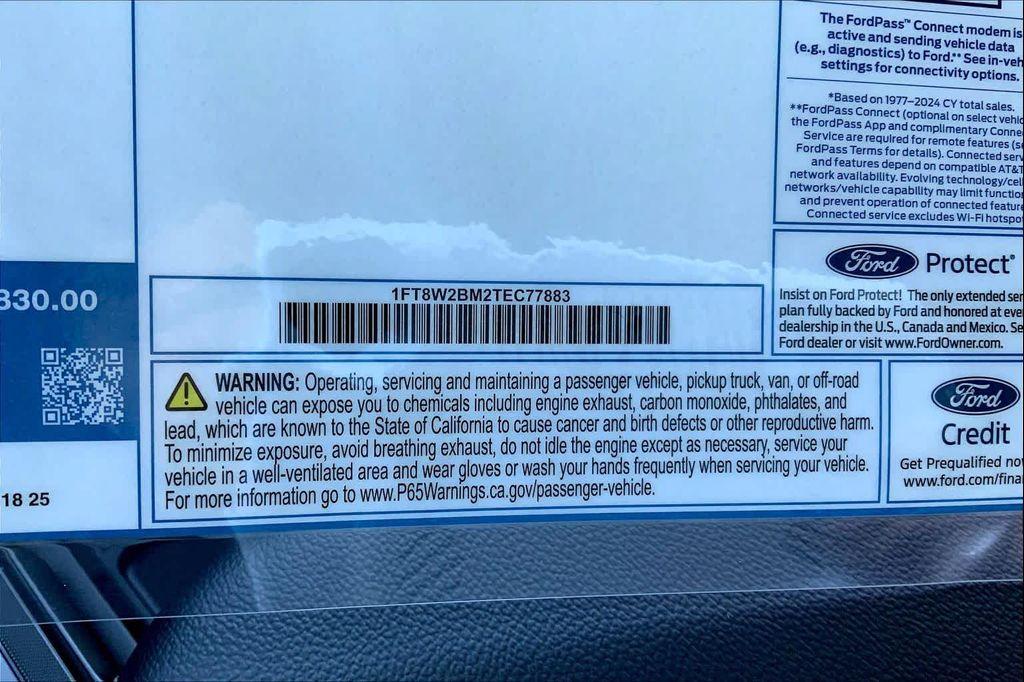 The FordPass™ Connect modem is
active and sending vehicle data
(e.g., diagnostics) to Ford.** See in-veh
settings for connectivity options.
*Based on 1977–2024 CY total sales.
**FordPass Connect (optional on select vehic
the FordPass App and complimentary Conne
Service are required for remote features (s
FordPass Terms for details). Connected serv
and features depend on compatible AT&T
network availability. Evolving technology/cell
networks/vehicle capability may limit function
and prevent operation of connected feature
Connected service excludes Wi-Fi hotspo
830.00
1FT8W2BM2TEC77883
Ford Protect®
Insist on Ford Protect! The only extended ser
plan fully backed by Ford and honored at eve
dealership in the U.S., Canada and Mexico. Se
Ford dealer or visit www.FordOwner.com.
WARNING: Operating, servicing and maintaining a passenger vehicle, pickup truck, van, or off-road
vehicle can expose you to chemicals including engine exhaust, carbon monoxide, phthalates, and
lead, which are known to the State of California to cause cancer and birth defects or other reproductive harm.
To minimize exposure, avoid breathing exhaust, do not idle the engine except as necessary, service your
vehicle in a well-ventilated area and wear gloves or wash your hands frequently when servicing your vehicle.
For more information go to www.P65Warnings.ca.gov/passenger-vehicle.
Ford
Credit
Get Prequalified no
www.ford.com/fina
18 25